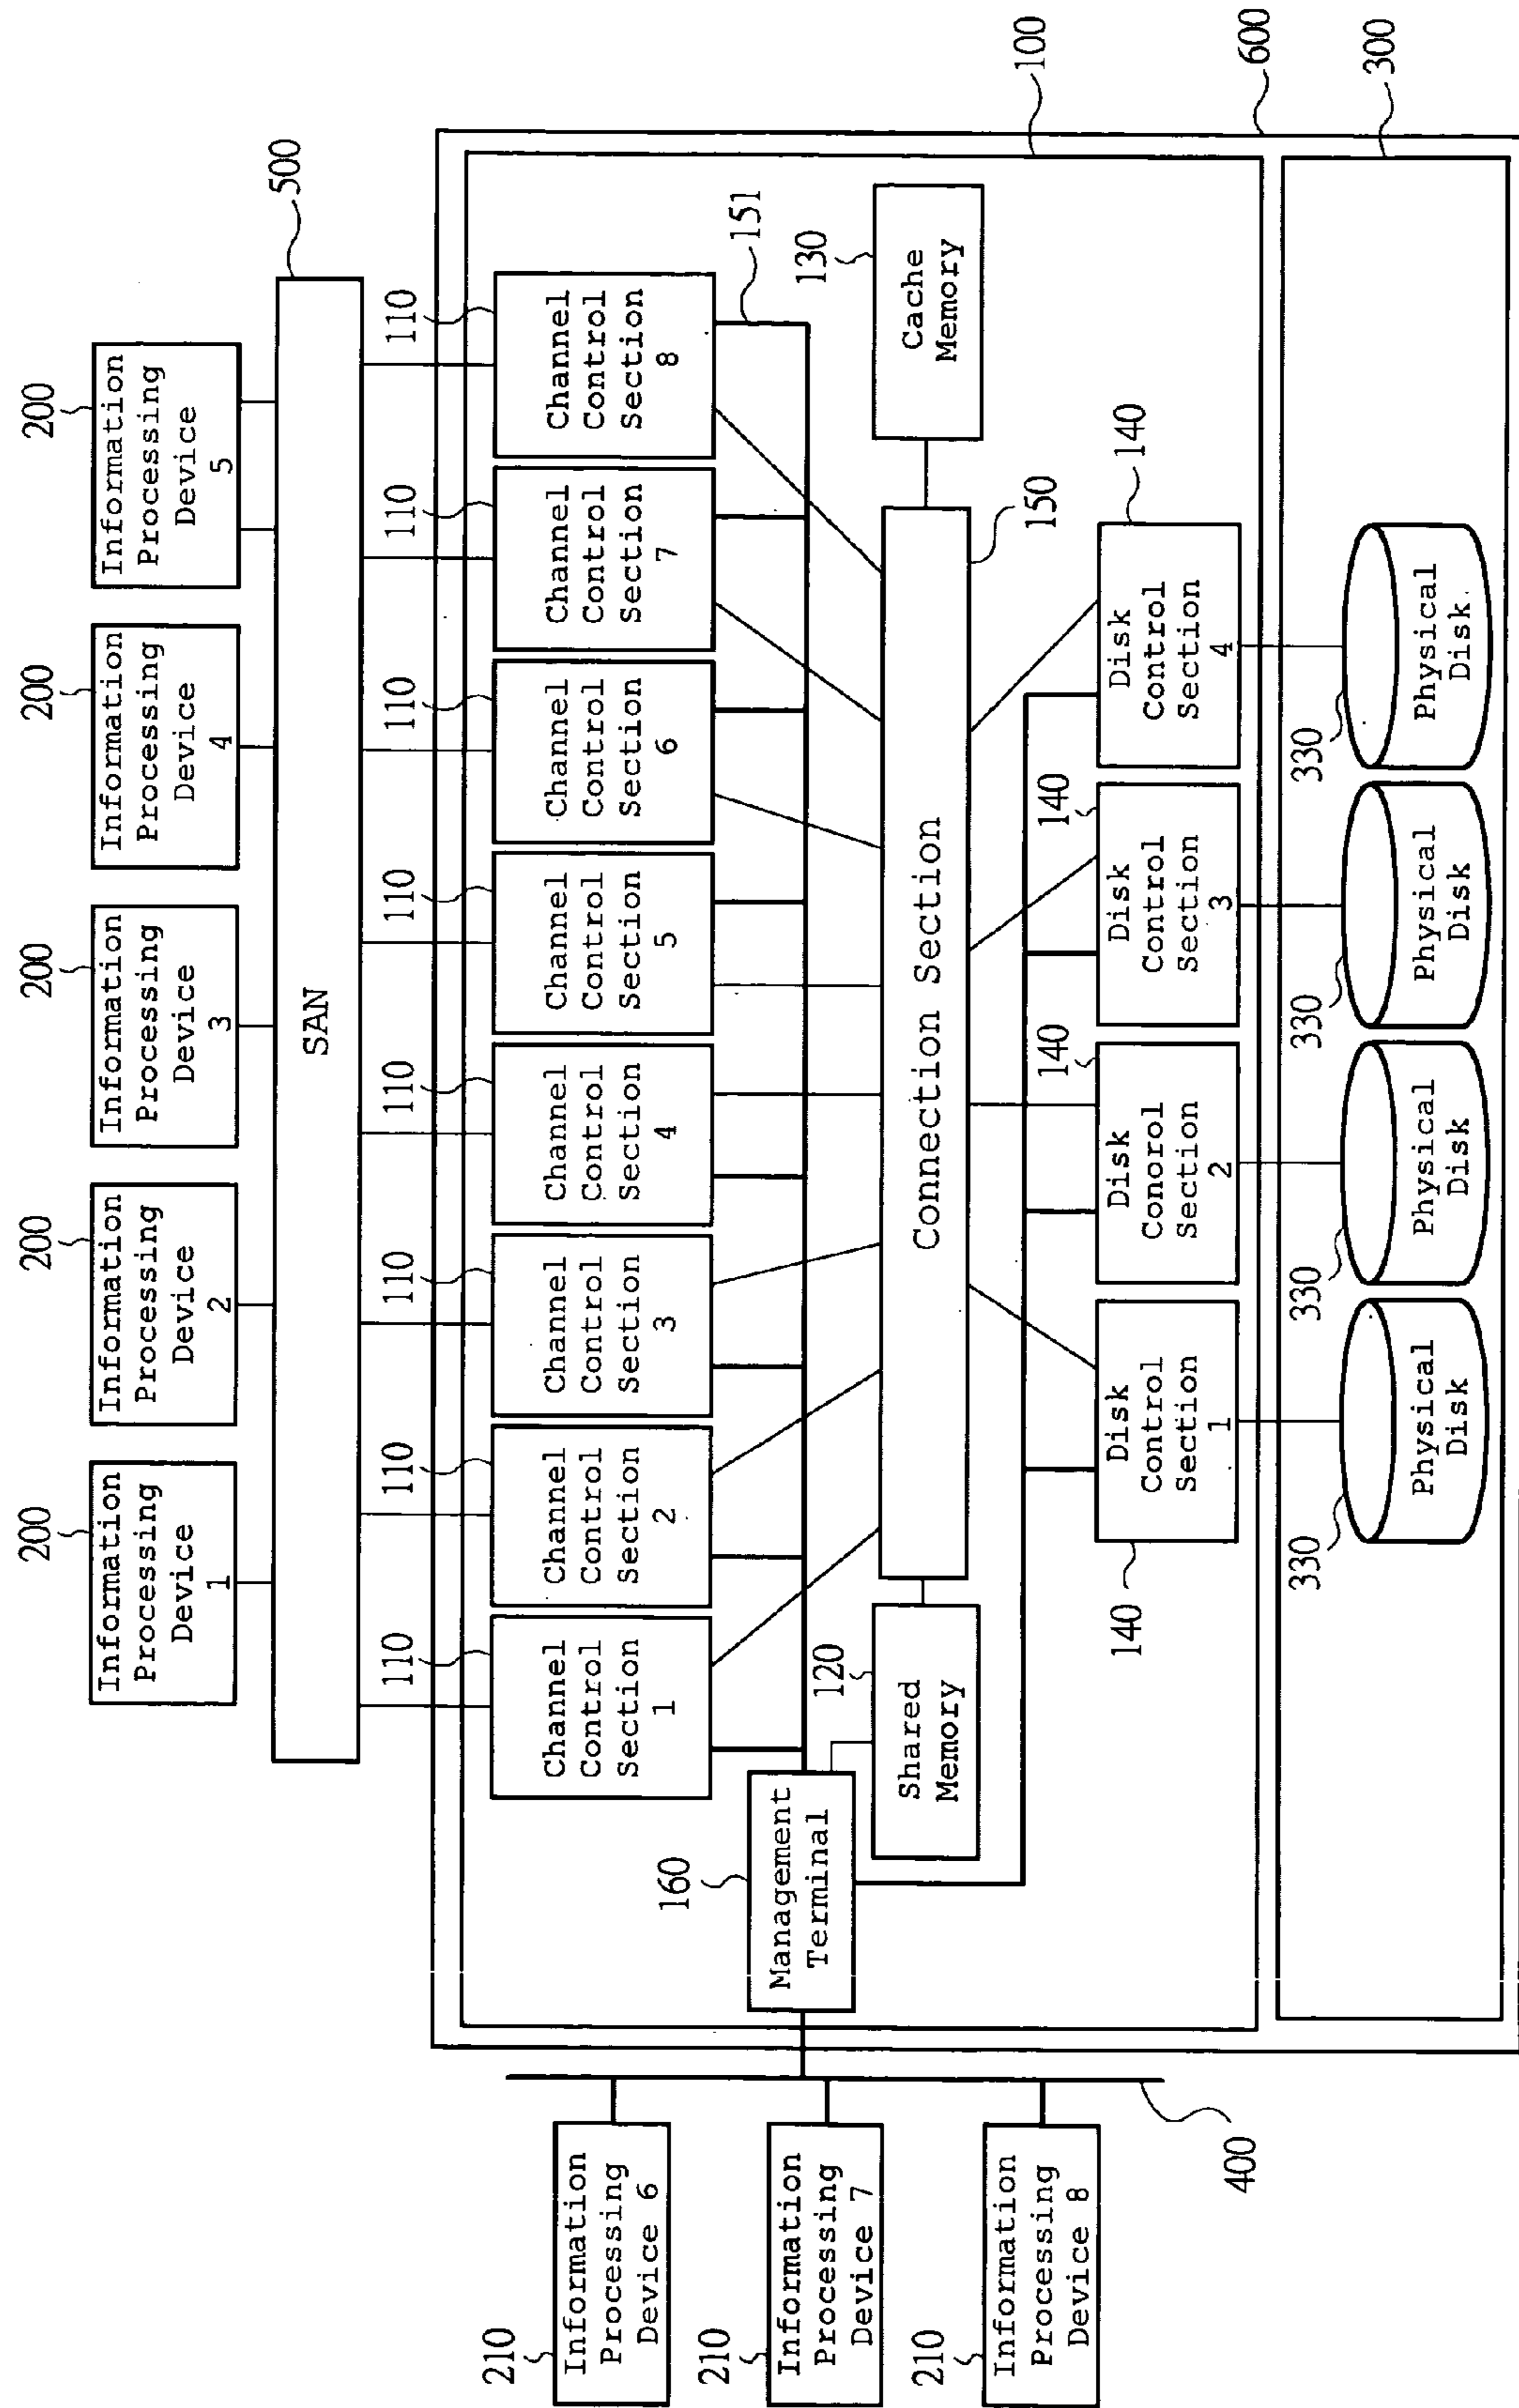 200
Information
Processing
Device
1
200
Information
Processing
Device
2
200
Information
Processing
Device
3
200
Information
Processing
Device
4
200
Information
Processing
Device
5
SAN
500
110
Channel
Control
Section
1
110
Channel
Control
Section
2
110
Channel
Control
Section
3
110
Channel
Control
Section
4
110
Channel
Control
Section
5
110
Channel
Control
Section
6
110
Channel
Control
Section
7
110
Channel
Control
Section
8
151
210
Information
Processing
Device 6
210
Information
Processing
Device 7
210
Information
Processing
Device 8
400
160
Management
Terminal
120
Shared
Memory
Connection Section
150
130
Cache
Memory
140
Disk
Control
Section
1
140
Disk
Conorol
Section
2
140
Disk
Control
Section
3
140
Disk
Control
Section
4
100
600
300
330
Physical
Disk
330
Physical
Disk
330
Physical
Disk
330
Physical
Disk